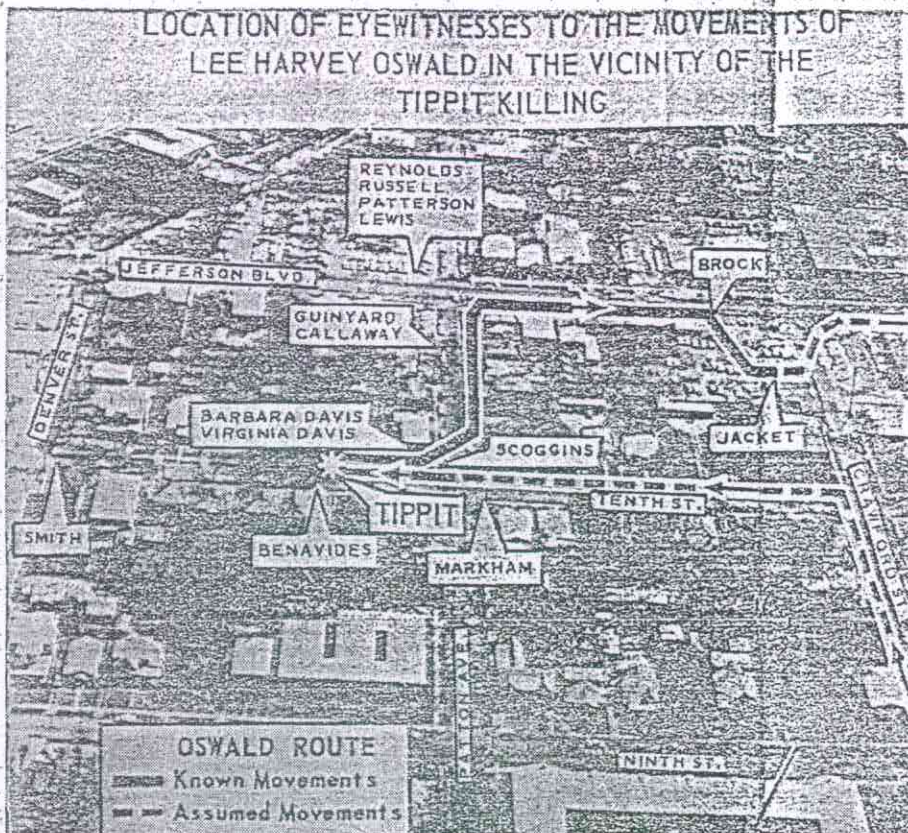 LOCATION OF EYEWITNESSES TO THE MOVEMENTS OF
LEE HARVEY OSWALD IN THE VICINITY OF THE
TIPPIT KILLING
REYNOLDS
RUSSELL
PATTERSON
LEWIS
BROCK
JEFFERSON BLVD.
GUINYARD
CALLAWAY
DENVER ST.
BARBARA DAVIS
VIRGINIA DAVIS
SCOGGINS
JACKET
TENTH ST.
TIPPIT
SMITH
BENAVIDES
MARKHAM
PATTON AVE.
NINTH ST.
OSWALD ROUTE
Known Movements
Assumed Movements